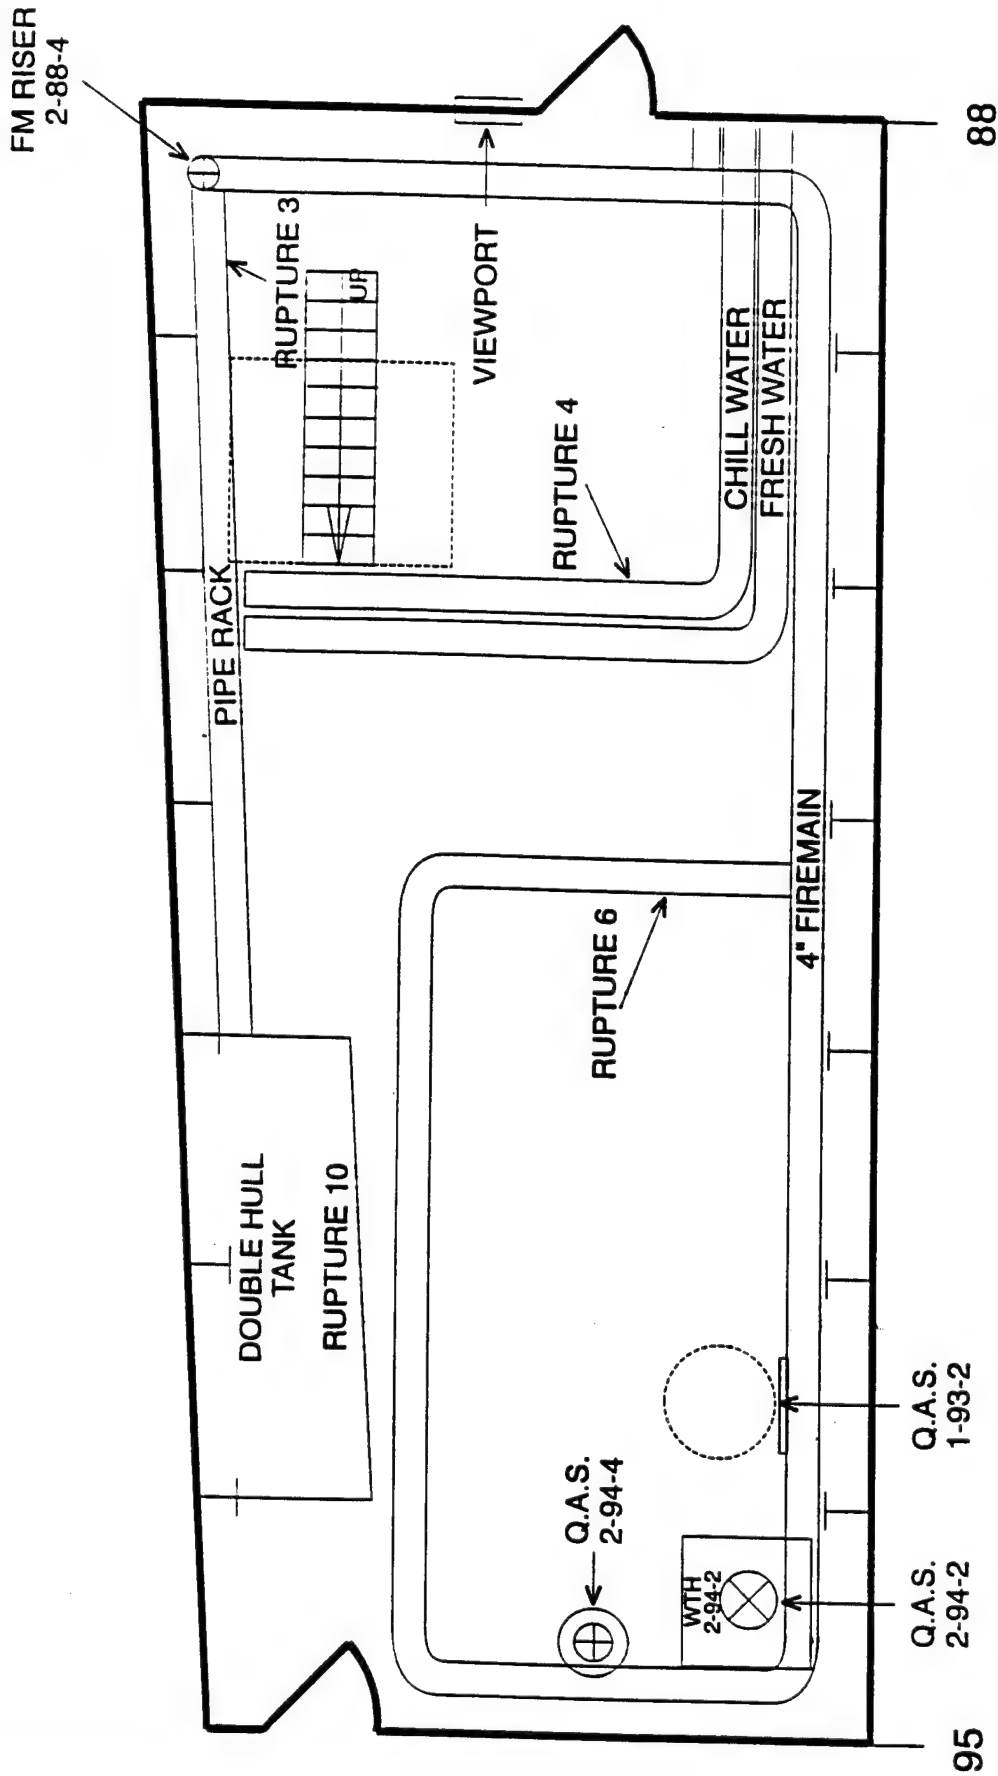 FM RISER
2-88-4
RUPTURE 3
UP
VIEWPORT
PIPE RACK
RUPTURE 4
CHILL WATER
FRESH WATER
88
4" FIREMAIN
RUPTURE 6
DOUBLE HULL
TANK
RUPTURE 10
Q.A.S.
2-94-4
WTH
2-94-2
Q.A.S.
1-93-2
Q.A.S.
2-94-2
95